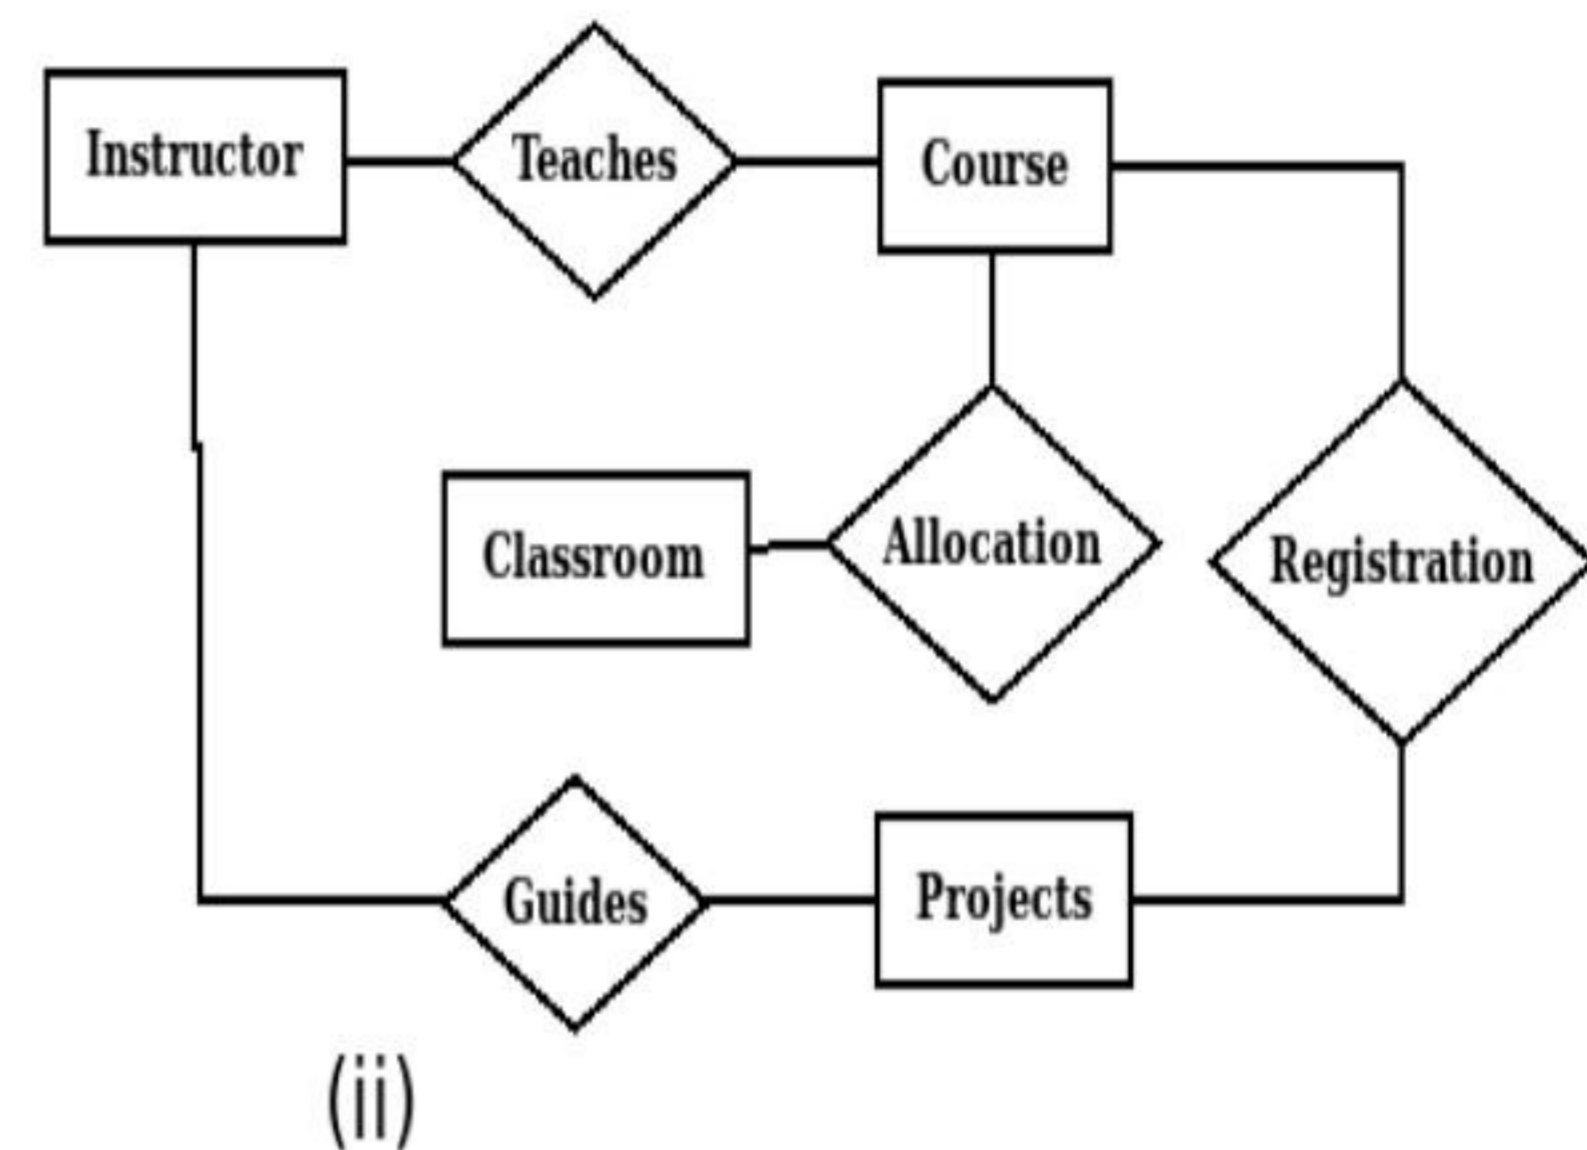 Instructor
Teaches
Course
Classroom
Allocation
Registration
Guides
Projects
(ii)